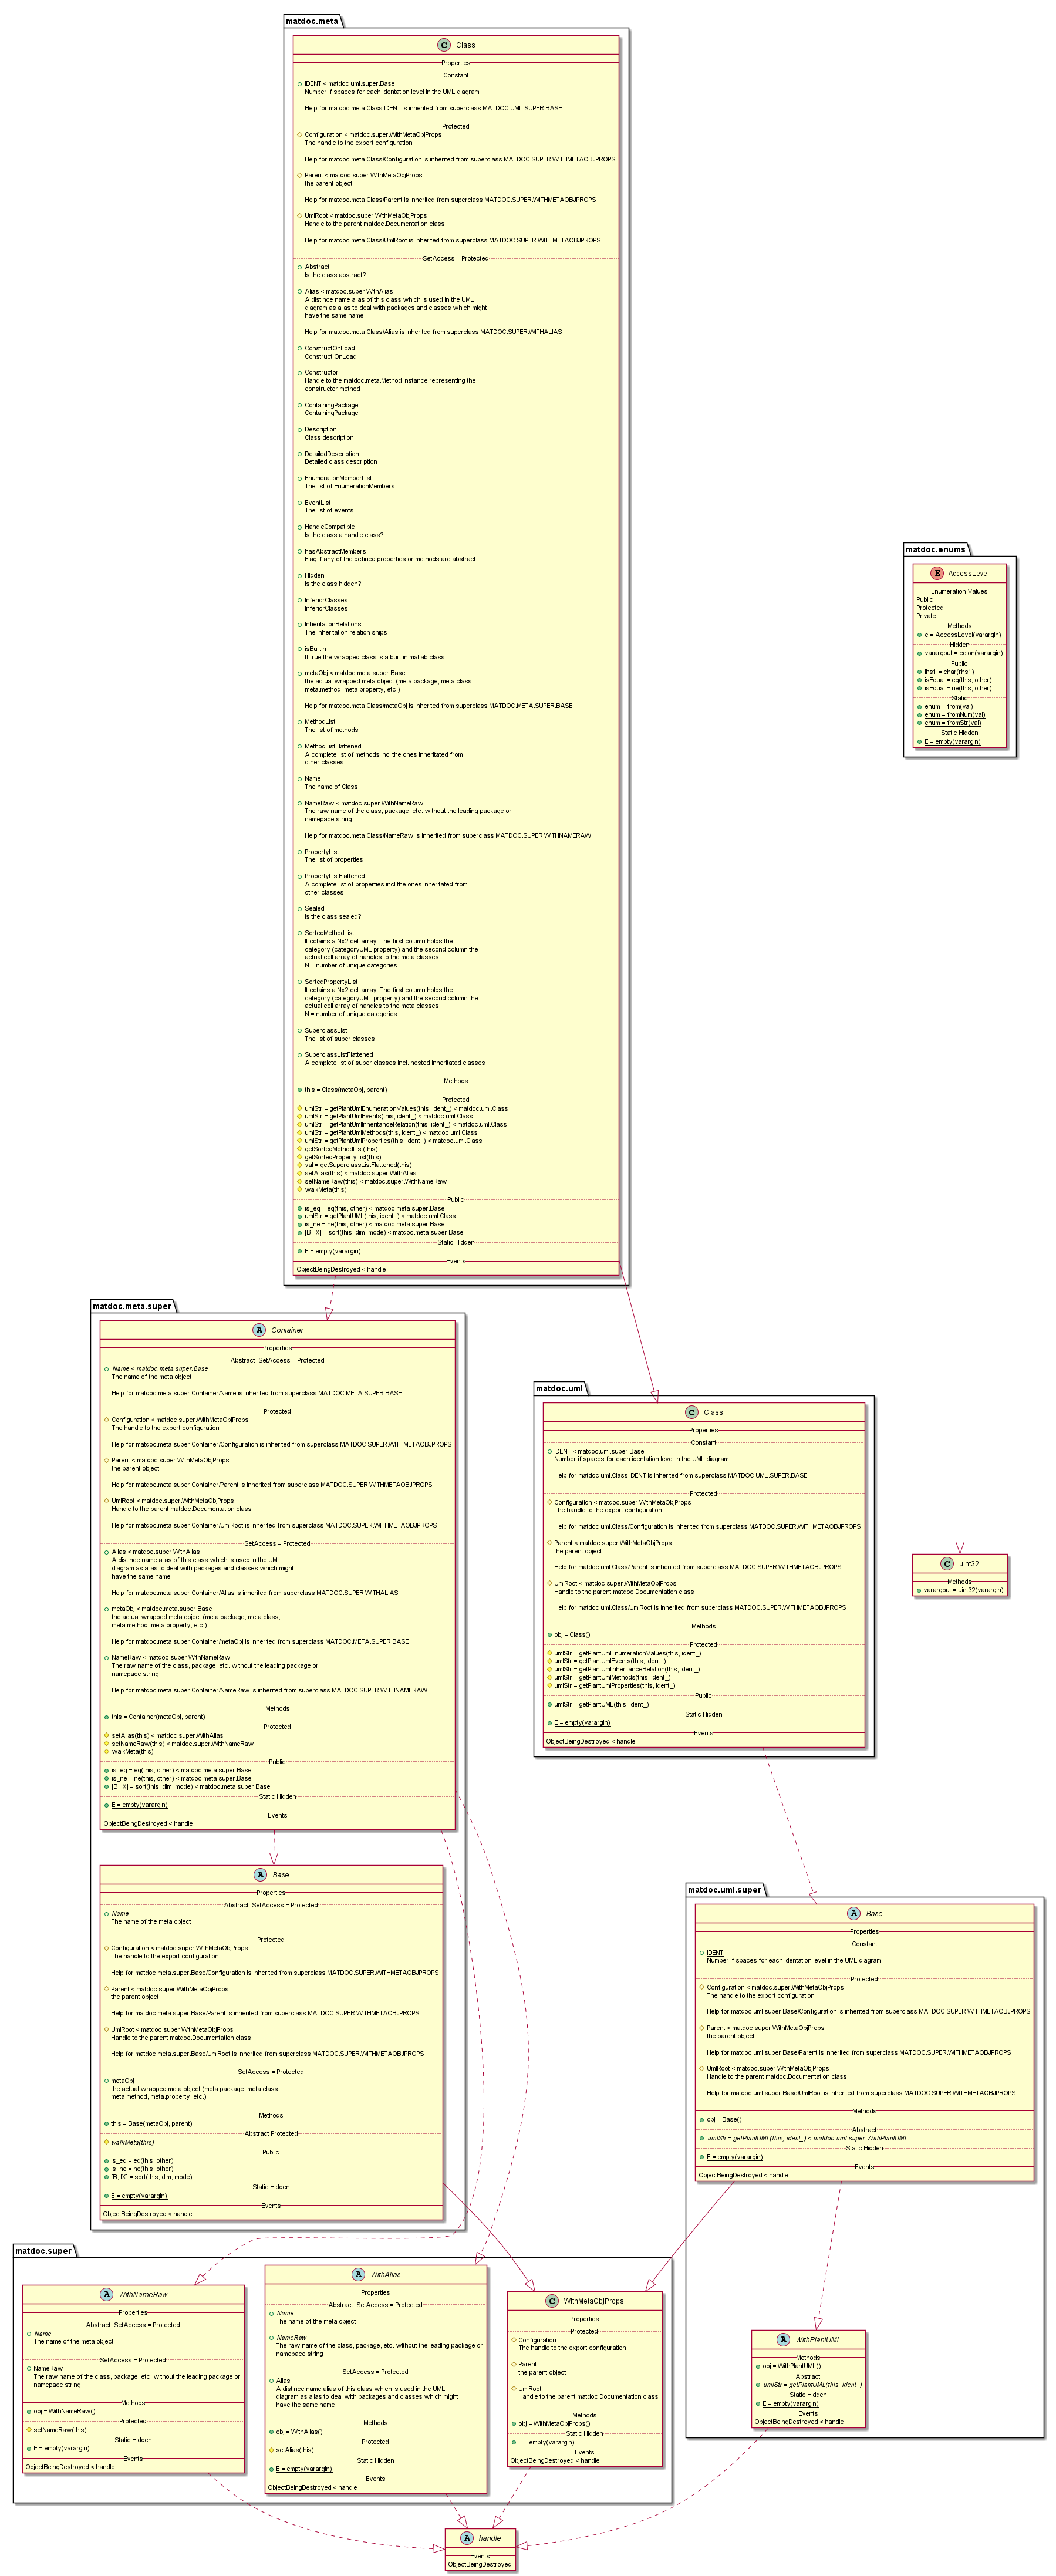 matdoc.meta
C Class
Properties
Constant
IDENT < matdoc.uml.super.Base
Number if spaces for each identation level in the UML diagram
Help for matdoc.meta.Class.IDENT is inherited from superclass MATDOC.UML.SUPER.BASE
Protected
Configuration < matdoc.super.WithMetaObjProps
The handle to the export configuration
Help for matdoc.meta.Class/Configuration is inherited from superclass MATDOC.SUPER.WITHMETAOBJPROPS
Parent < matdoc.super.WithMetaObjProps
the parent object
Help for matdoc.meta.Class/Parent is inherited from superclass MATDOC.SUPER.WITHMETAOBJPROPS
UmlRoot < matdoc.super.WithMetaObjProps
Handle to the parent matdoc.Documentation class
Help for matdoc.meta.Class/UmlRoot is inherited from superclass MATDOC.SUPER.WITHMETAOBJPROPS
SetAccess = Protected
Abstract
Is the class abstract?
Alias < matdoc.super.WithAlias
A distince name alias of this class which is used in the UML
diagram as alias to deal with packages and classes which might
have the same name
Help for matdoc.meta.Class/Alias is inherited from superclass MATDOC.SUPER.WITHALIAS
ConstructOnLoad
Construct OnLoad
Constructor
Handle to the matdoc.meta.Method instance representing the
constructor method
ContainingPackage
ContainingPackage
Description
Class description
DetailedDescription
Detailed class description
EnumerationMemberList
The list of EnumerationMembers
EventList
The list of events
HandleCompatible
Is the class a handle class?
hasAbstractMembers
Flag if any of the defined properties or methods are abstract
Hidden
Is the class hidden?
InferiorClasses
InferiorClasses
InheritationRelations
The inheritation relation ships
isBuiltIn
If true the wrapped class is a built in matlab class
metaObj < matdoc.meta.super.Base
the actual wrapped meta object (meta.package, meta.class,
meta.method, meta.property, etc.)
Help for matdoc.meta.Class/metaObj is inherited from superclass MATDOC.META.SUPER.BASE
MethodList
The list of methods
MethodListFlattened
A complete list of methods incl the ones inheritated from
other classes
Name
The name of Class
NameRaw < matdoc.super.WithNameRaw
The raw name of the class, package, etc. without the leading package or
namepace string
Help for matdoc.meta.Class/NameRaw is inherited from superclass MATDOC.SUPER.WITHNAMERAW
PropertyList
The list of properties
PropertyListFlattened
A complete list of properties incl the ones inheritated from
other classes
Sealed
Is the class sealed?
SortedMethodList
It cotains a Nx2 cell array. The first column holds the
category (categoryUML property) and the second column the
actual cell array of handles to the meta classes.
N = number of unique categories.
SortedPropertyList
It cotains a Nx2 cell array. The first column holds the
category (categoryUML property) and the second column the
actual cell array of handles to the meta classes.
N = number of unique categories.
SuperclassList
The list of super classes
SuperclassListFlattened
A complete list of super classes incl. nested inheritated classes
Methods
this = Class(metaObj, parent)
Protected
umlStr = getPlantUmlEnumerationValues(this, ident_) < matdoc.uml.Class
umlStr = getPlantUmlEvents(this, ident_) < matdoc.uml.Class
umlStr = getPlantUmlInheritanceRelation(this, ident_) < matdoc.uml.Class
umlStr = getPlantUmlMethods(this, ident_) < matdoc.uml.Class
umlStr = getPlantUmlProperties(this, ident_) < matdoc.uml.Class
getSortedMethodList(this)
getSortedPropertyList(this)
val = getSuperclassListFlattened(this)
setAlias(this) < matdoc.super.WithAlias
setNameRaw(this) < matdoc.super.WithNameRaw
walkMeta(this)
Public
is_eq = eq(this, other) < matdoc.meta.super.Base
umlStr = getPlantUML(this, ident_) < matdoc.uml.Class
is_ne = ne(this, other) < matdoc.meta.super.Base
[B, IX] = sort(this, dim, mode) < matdoc.meta.super.Base
Static Hidden
E = empty(varargin)
Events
ObjectBeingDestroyed < handle
matdoc.enums
E AccessLevel
Enumeration Values
Public
Protected
Private
Methods
e = AccessLevel(varargin)
Hidden
varargout = colon(varargin)
Public
lhs1 = char(rhs1)
isEqual = eq(this, other)
isEqual = ne(this, other)
Static
enum = from(val)
enum = fromNum(val)
enum = fromStr(val)
Static Hidden
E = empty(varargin)
matdoc.meta.super
A Container
Properties
Abstract SetAccess = Protected
Name < matdoc.meta.super.Base
The name of the meta object
Help for matdoc.meta.super.Container/Name is inherited from superclass MATDOC.META.SUPER.BASE
Protected
Configuration < matdoc.super.WithMetaObjProps
The handle to the export configuration
Help for matdoc.meta.super.Container/Configuration is inherited from superclass MATDOC.SUPER.WITHMETAOBJPROPS
Parent < matdoc.super.WithMetaObjProps
the parent object
Help for matdoc.meta.super.Container/Parent is inherited from superclass MATDOC.SUPER.WITHMETAOBJPROPS
UmlRoot < matdoc.super.WithMetaObjProps
Handle to the parent matdoc.Documentation class
Help for matdoc.meta.super.Container/UmlRoot is inherited from superclass MATDOC.SUPER.WITHMETAOBJPROPS
SetAccess = Protected
Alias < matdoc.super.WithAlias
A distince name alias of this class which is used in the UML
diagram as alias to deal with packages and classes which might
have the same name
Help for matdoc.meta.super.Container/Alias is inherited from superclass MATDOC.SUPER.WITHALIAS
metaObj < matdoc.meta.super.Base
the actual wrapped meta object (meta.package, meta.class,
meta.method, meta.property, etc.)
Help for matdoc.meta.super.Container/metaObj is inherited from superclass MATDOC.META.SUPER.BASE
NameRaw < matdoc.super.WithNameRaw
The raw name of the class, package, etc. without the leading package or
namepace string
Help for matdoc.meta.super.Container/NameRaw is inherited from superclass MATDOC.SUPER.WITHNAMERAW
Methods
this = Container(metaObj, parent)
Protected
setAlias(this) < matdoc.super.WithAlias
setNameRaw(this) < matdoc.super.WithNameRaw
walkMeta(this)
Public
is_eq = eq(this, other) < matdoc.meta.super.Base
is_ne = ne(this, other) < matdoc.meta.super.Base
[B, IX] = sort(this, dim, mode) < matdoc.meta.super.Base
Static Hidden
E = empty(varargin)
Events
ObjectBeingDestroyed < handle
matdoc.uml
C Class
Properties
Constant
IDENT < matdoc.uml.super.Base
Number if spaces for each identation level in the UML diagram
Help for matdoc.uml.Class.IDENT is inherited from superclass MATDOC.UML.SUPER.BASE
Protected
Configuration < matdoc.super.WithMetaObjProps
The handle to the export configuration
Help for matdoc.uml.Class/Configuration is inherited from superclass MATDOC.SUPER.WITHMETAOBJPROPS
Parent < matdoc.super.WithMetaObjProps
the parent object
Help for matdoc.uml.Class/Parent is inherited from superclass MATDOC.SUPER.WITHMETAOBJPROPS
UmlRoot < matdoc.super.WithMetaObjProps
Handle to the parent matdoc.Documentation class
Help for matdoc.uml.Class/UmlRoot is inherited from superclass MATDOC.SUPER.WITHMETAOBJPROPS
Methods
obj = Class()
Protected
umlStr = getPlantUmlEnumerationValues(this, ident_)
umlStr = getPlantUmlEvents(this, ident_)
umlStr = getPlantUmlInheritanceRelation(this, ident_)
umlStr = getPlantUmlMethods(this, ident_)
umlStr = getPlantUmlProperties(this, ident_)
Public
umlStr = getPlantUML(this, ident_)
Static Hidden
E = empty(varargin)
Events
ObjectBeingDestroyed < handle
C uint32
Methods
varargout = uint32(varargin)
A Base
Properties
Abstract SetAccess = Protected
Name
The name of the meta object
Protected
Configuration < matdoc.super.WithMetaObjProps
The handle to the export configuration
Help for matdoc.meta.super.Base/Configuration is inherited from superclass MATDOC.SUPER.WITHMETAOBJPROPS
Parent < matdoc.super.WithMetaObjProps
the parent object
Help for matdoc.meta.super.Base/Parent is inherited from superclass MATDOC.SUPER.WITHMETAOBJPROPS
UmlRoot < matdoc.super.WithMetaObjProps
Handle to the parent matdoc.Documentation class
Help for matdoc.meta.super.Base/UmlRoot is inherited from superclass MATDOC.SUPER.WITHMETAOBJPROPS
SetAccess = Protected
metaObj
the actual wrapped meta object (meta.package, meta.class,
meta.method, meta.property, etc.)
Methods
this = Base(metaObj, parent)
Abstract Protected
walkMeta(this)
Public
is_eq = eq(this, other)
is_ne = ne(this, other)
[B, IX] = sort(this, dim, mode)
Static Hidden
E = empty(varargin)
Events
ObjectBeingDestroyed < handle
matdoc.uml.super
A Base
Properties
Constant
IDENT
Number if spaces for each identation level in the UML diagram
Protected
Configuration < matdoc.super.WithMetaObjProps
The handle to the export configuration
Help for matdoc.uml.super.Base/Configuration is inherited from superclass MATDOC.SUPER.WITHMETAOBJPROPS
Parent < matdoc.super.WithMetaObjProps
the parent object
Help for matdoc.uml.super.Base/Parent is inherited from superclass MATDOC.SUPER.WITHMETAOBJPROPS
UmlRoot < matdoc.super.WithMetaObjProps
Handle to the parent matdoc.Documentation class
Help for matdoc.uml.super.Base/UmlRoot is inherited from superclass MATDOC.SUPER.WITHMETAOBJPROPS
Methods
obj = Base()
Abstract
umlStr = getPlantUML(this, ident_) < matdoc.uml.super.WithPlantUML
Static Hidden
E = empty(varargin)
Events
ObjectBeingDestroyed < handle
matdoc.super
A WithNameRaw
Properties
Abstract SetAccess = Protected
Name
The name of the meta object
SetAccess = Protected
NameRaw
The raw name of the class, package, etc. without the leading package or
namepace string
Methods
obj = WithNameRaw()
Protected
setNameRaw(this)
Static Hidden
E = empty(varargin)
Events
ObjectBeingDestroyed < handle
A WithAlias
Properties
Abstract SetAccess = Protected
Name
The name of the meta object
NameRaw
The raw name of the class, package, etc. without the leading package or
namepace string
SetAccess = Protected
Alias
A distince name alias of this class which is used in the UML
diagram as alias to deal with packages and classes which might
have the same name
Methods
obj = WithAlias()
Protected
setAlias(this)
Static Hidden
E = empty(varargin)
Events
ObjectBeingDestroyed < handle
C WithMetaObjProps
Properties
Protected
Configuration
The handle to the export configuration
Parent
the parent object
UmlRoot
Handle to the parent matdoc.Documentation class
Methods
obj = WithMetaObjProps()
Static Hidden
E = empty(varargin)
Events
ObjectBeingDestroyed < handle
A WithPlantUML
Methods
obj = WithPlantUML()
Abstract
umlStr = getPlantUML(this, ident_)
Static Hidden
E = empty(varargin)
Events
ObjectBeingDestroyed < handle
A handle
Events
ObjectBeingDestroyed